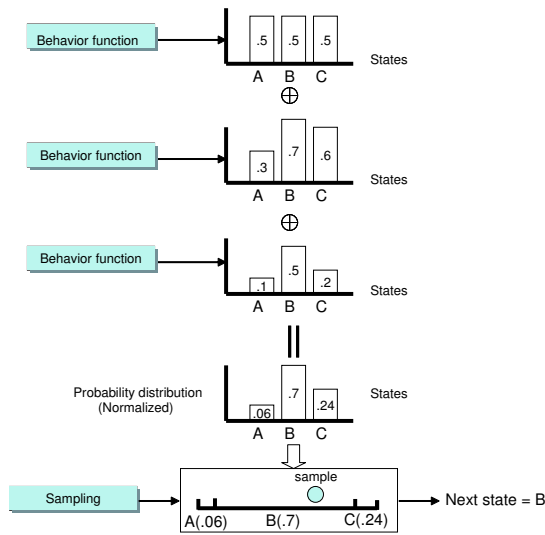 Behavior function
.5 .5 .5
States
A B C
Behavior function
.3 .7 .6
States
A B C
Behavior function
.1 .5 .2
States
A B C
Probability distribution
(Normalized)
.06 .7 .24
States
A B C
sample
Sampling
Next state = B
A(.06) B(.7) C(.24)